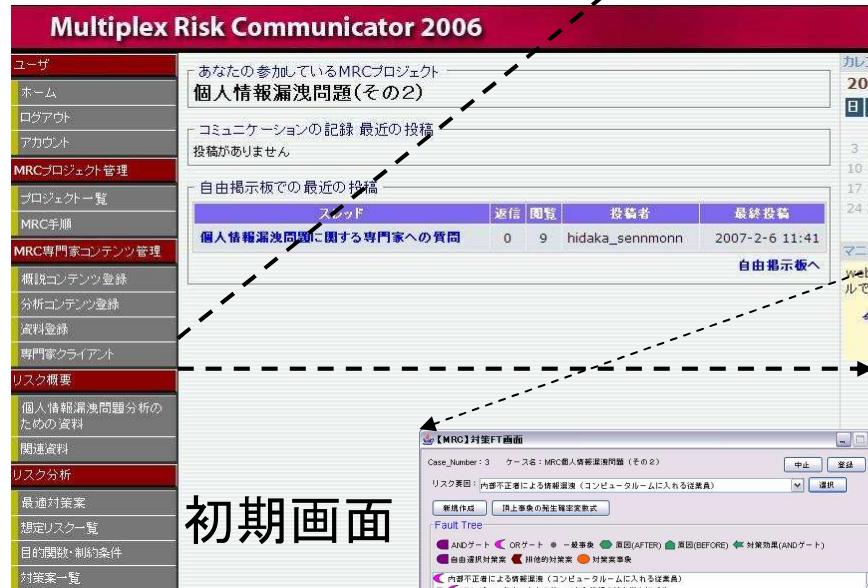 Multiplex Risk Communicator 2006
ユーザ
ホーム
ログアウト
アカウント
MRCプロジェクト管理
プロジェクト一覧
MRC手順
MRC専門家コンテンツ管理
概説コンテンツ登録
分析コンテンツ登録
資料登録
専門家クライアント
リスク概要
個人情報漏洩問題分析の
ための資料
関連資料
リスク分析
最適対策案
想定リスク一覧
目的関数・制約条件
対策案一覧
あなたの参加しているMRCプロジェクト
個人情報漏洩問題(その2)
コミュニケーションの記録 最近の投稿
投稿がありません
自由掲示板での最近の投稿
スレッド 返信 閲覧 投稿者 最終投稿
個人情報漏洩問題に関する専門家への質問 0 9 hidaka_sennmonn 2007-2-6 11:41
自由掲示板へ
カレ
20
日
3
10
17
24
マニ
web
ルで
初期画面
【MRC】対策FT画面
Case_Number:3 ケース名:MRC個人情報漏洩問題(その2) 中止 登録
リスク要因: 内部不正者による情報漏洩(コンピュータルームに入れる従業員) 選択
新規作成 頂上事象の発生確率変数式
Fault Tree
ANDゲート ORゲート 一般事象 原因(AFTER) 原因(BEFORE) 対策効果(ANDゲート)
自由選択対策案 排他的対策案 対策案事象
内部不正者による情報漏洩(コンピュータルームに入れる従業員)